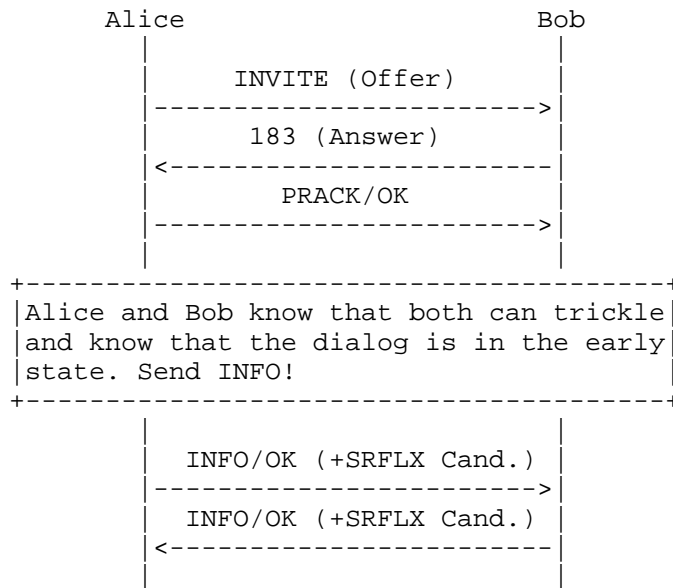 Alice Bob
INVITE (Offer)
183 (Answer)
PRACK/OK
Alice and Bob know that both can trickle
and know that the dialog is in the early
state. Send INFO!
INFO/OK (+SRFLX Cand.)
INFO/OK (+SRFLX Cand.)